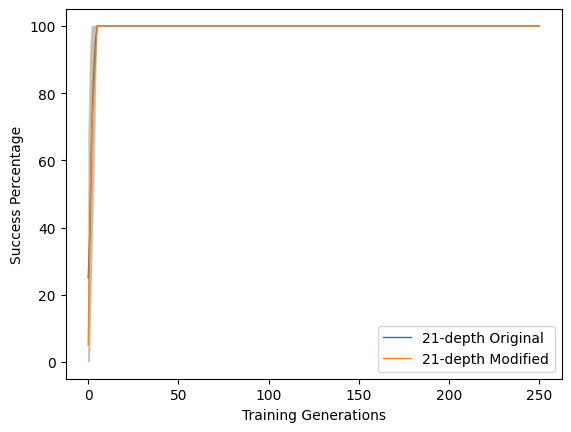 100
80
60
40
20
0
Success Percentage
21-depth Original
21-depth Modified
0 50 100 150 200 250
Training Generations